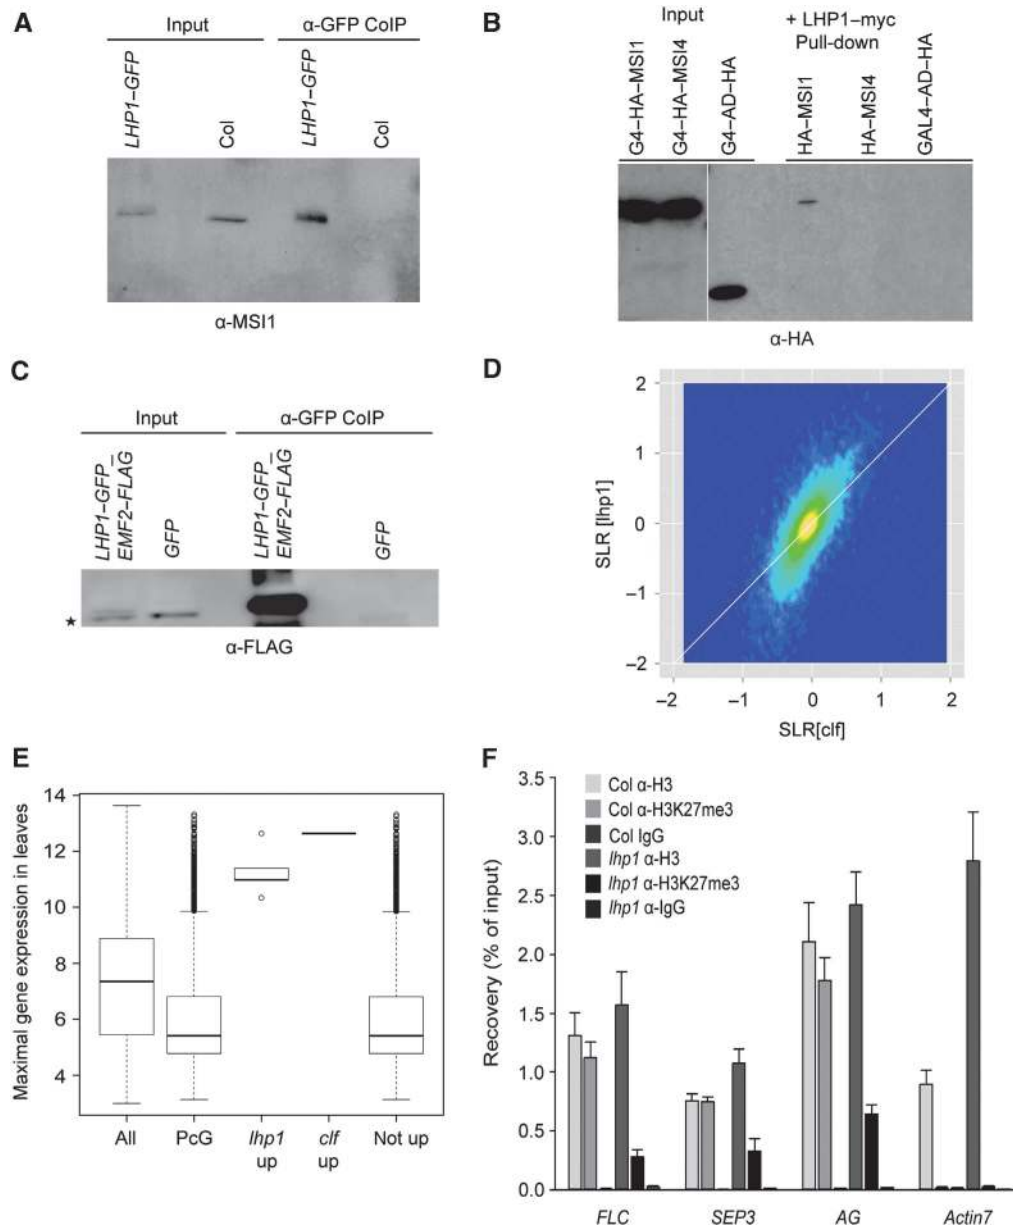 A
Input
α-GFP CoIP
LHP1–GFP
Col
LHP1–GFP
Col
α-MSI1
B
Input
+ LHP1–myc
Pull-down
G4–HA–MSI1
G4–HA–MSI4
G4–AD–HA
HA–MSI1
HA–MSI4
GAL4–AD–HA
α-HA
C
Input
α-GFP CoIP
LHP1–GFP_
EMF2–FLAG
GFP
LHP1–GFP_
EMF2–FLAG
GFP
★
α-FLAG
D
2
1
0
–1
–2
SLR [lhp1]
–2 –1 0 1 2
SLR[clf]
E
Maximal gene expression in leaves
14
12
10
8
6
4
All
PcG
lhp1
up
clf
up
Not up
F
Recovery (% of input)
3.5
3.0
2.5
2.0
1.5
1.0
0.5
0.0
Col α-H3
Col α-H3K27me3
Col IgG
lhp1 α-H3
lhp1 α-H3K27me3
lhp1 α-IgG
FLC SEP3 AG Actin7